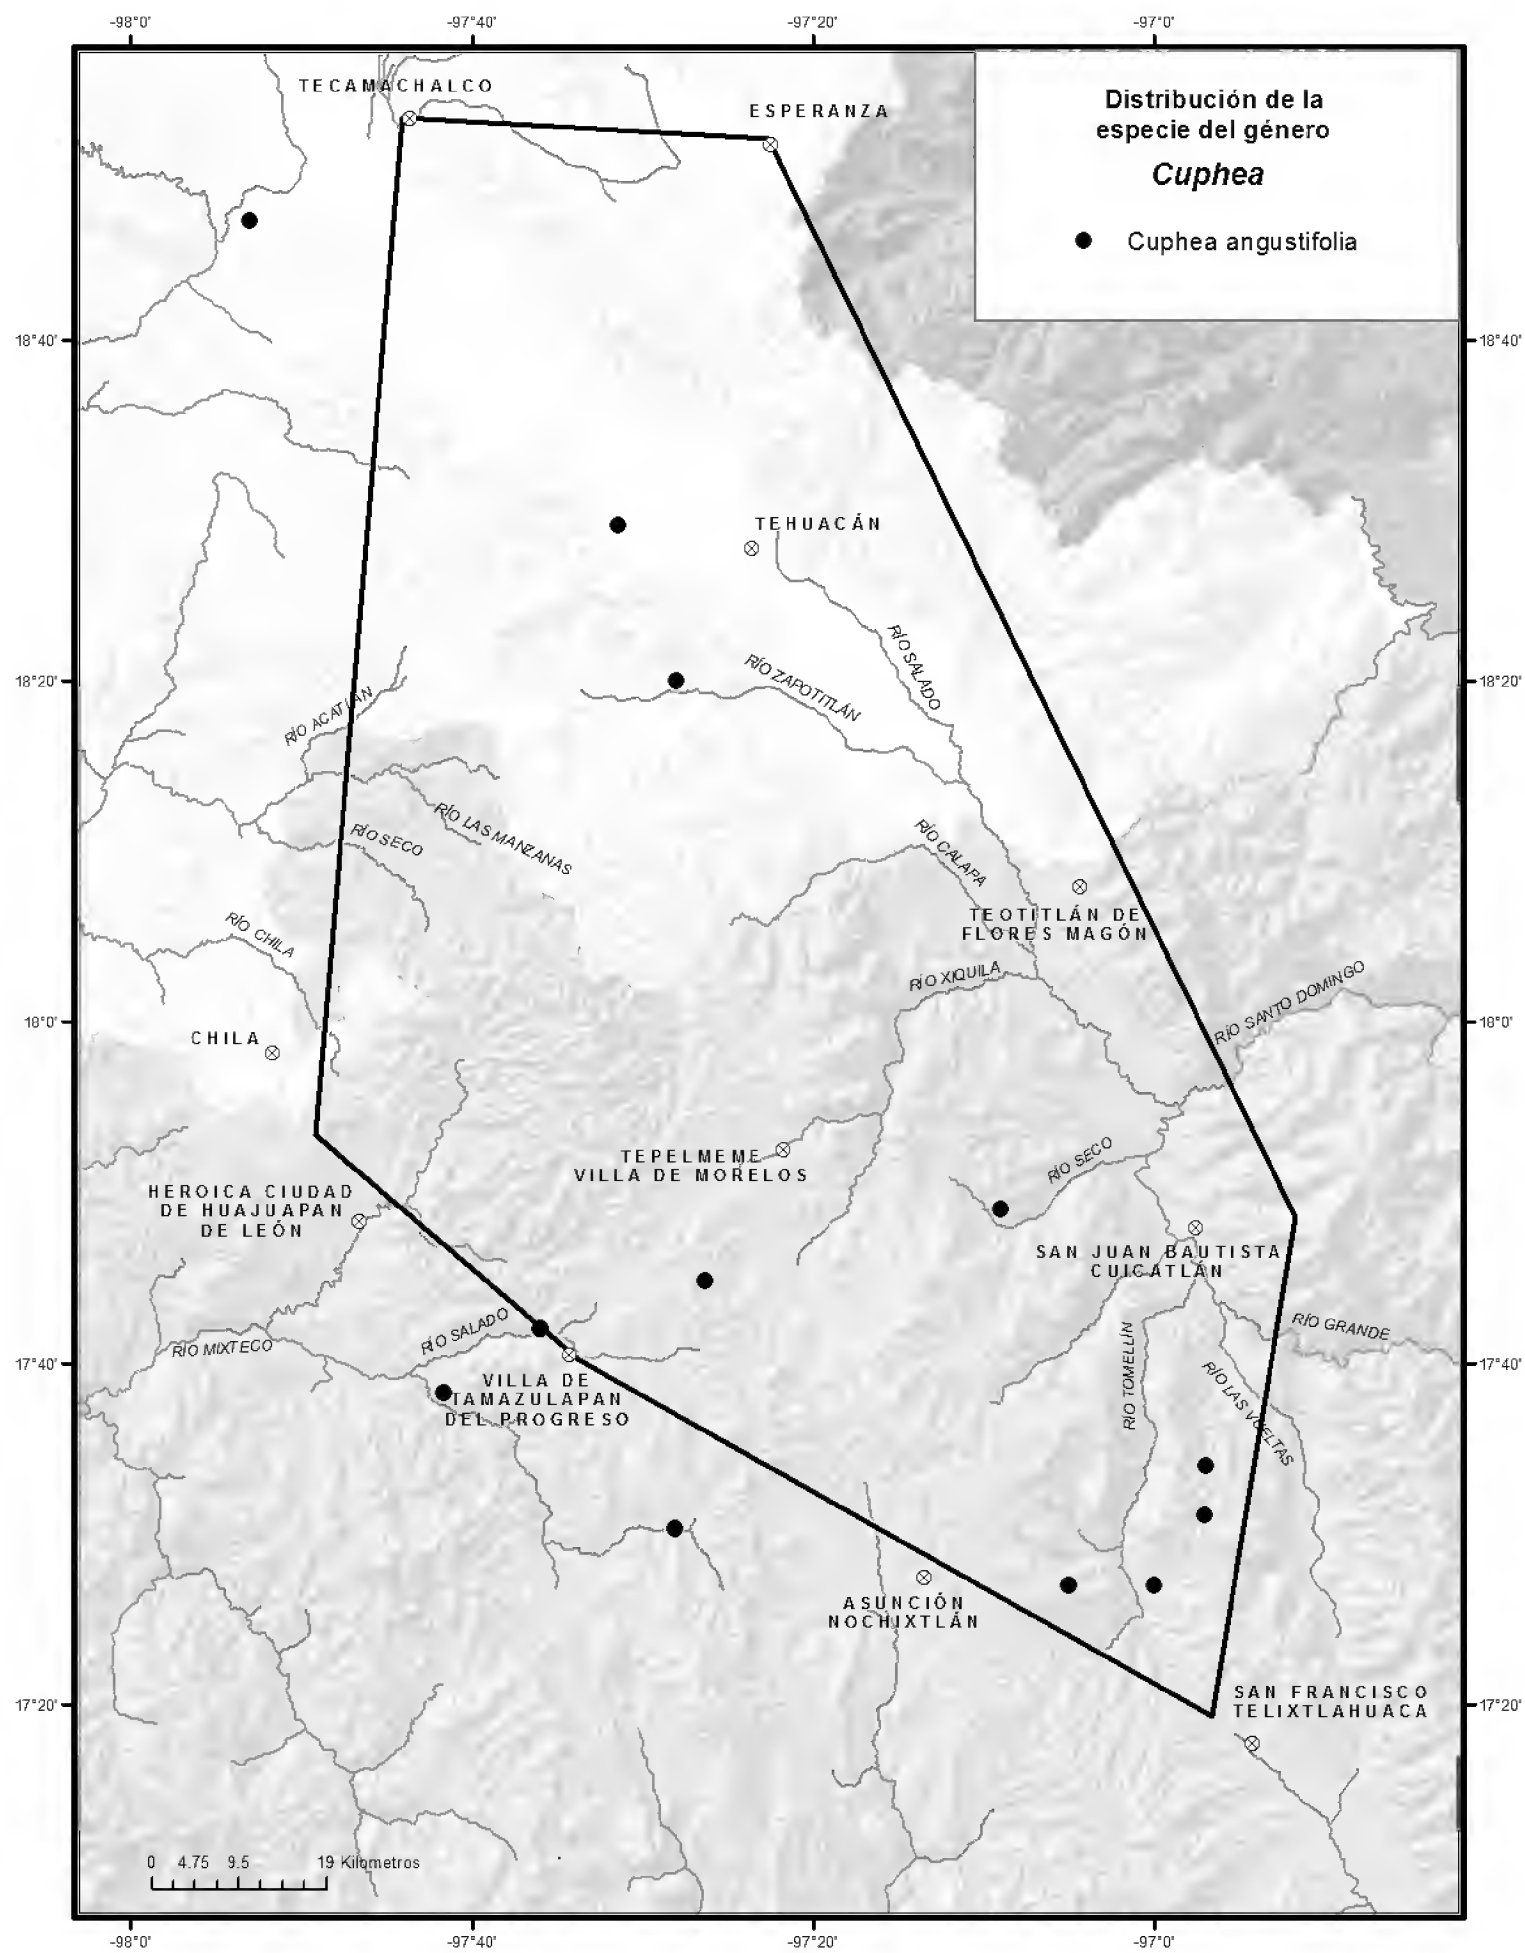 -98°0'
-97°40'
-97°20'
-97°0'
TECAMACHALCO
ESPERANZA
Distribución de la
especie del género
Cuphea
Cuphea angustifolia
18°40'
18°40'
TEHUACÁN
RÍO SALADO
RÍO ZAPOTITLÁN
18°20'
18°20'
RÍO ACATLÁN
RÍO LAS MANZANAS
RÍO SECO
RÍO CALAPA
RÍO CHILA
TEOTITLÁN DE
FLORES MAGÓN
RÍO XIQUILA
RÍO SANTO DOMINGO
18°0'
18°0'
CHILA
TEPELMEME
VILLA DE MORELOS
RÍO SECO
HEROICA CIUDAD
DE HUAJUAPAN
DE LEÓN
SAN JUAN BAUTISTA
CUICATLÁN
RÍO SALADO
RÍO MIXTECO
RÍO GRANDE
RÍO TOMELLÍN
RÍO LAS VUELTAS
17°40'
17°40'
VILLA DE
TAMAZULAPAN
DEL PROGRESO
ASUNCIÓN
NOCHIXTLÁN
SAN FRANCISCO
TELIXTLAHUACA
17°20'
17°20'
0 4.75 9.5 19 Kilometros
-98°0'
-97°40'
-97°20'
-97°0'